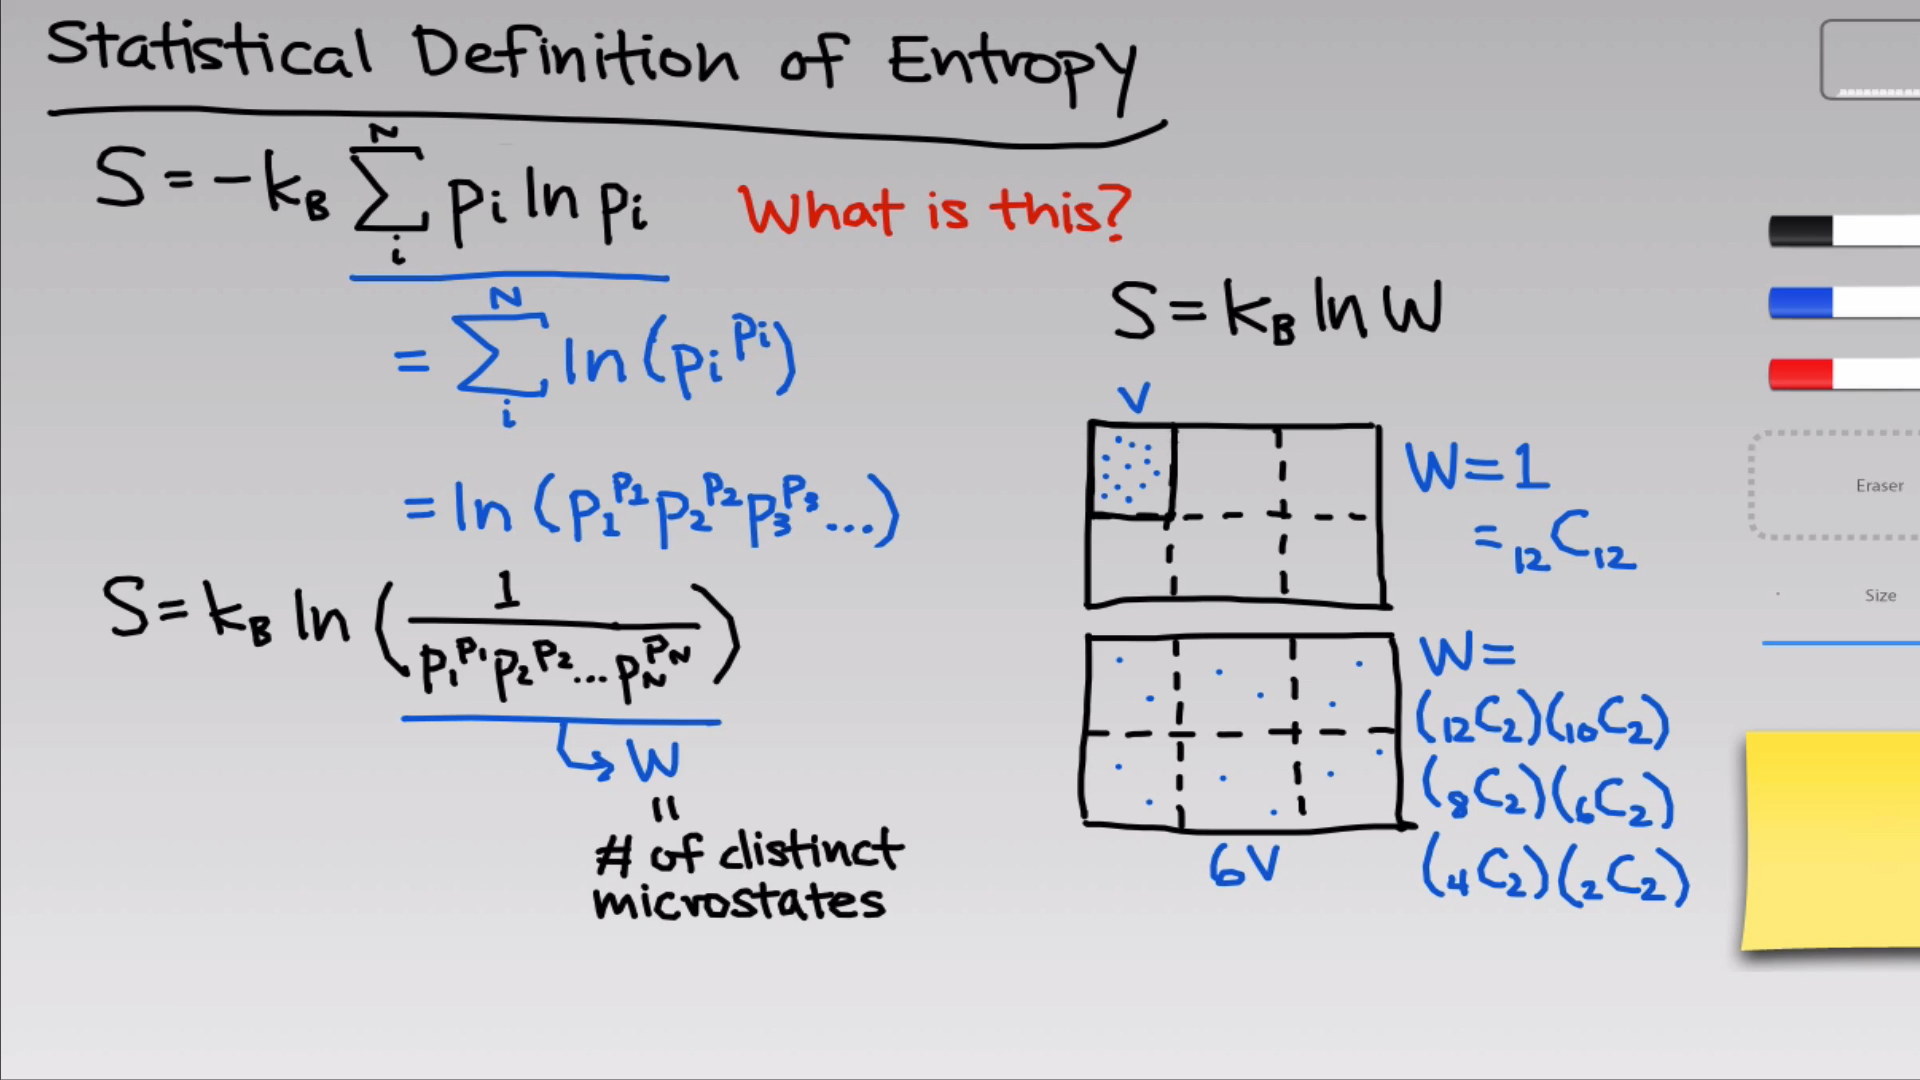 Statistical Definition of Entropy
S = -k_B ∑_i^N p_i ln p_i
What is this?
= ∑_i^N ln (p_i^{p_i})
= ln (p_1^{p_1} p_2^{p_2} p_3^{p_3} ...)
S = k_B ln (1 / (p_1^{p_1} p_2^{p_2} ... p_N^{p_N}))
W
=
# of distinct
microstates
S = k_B ln W
V
W = 1
= ₁₂C₁₂
W =
(₁₂C₂)(₁₀C₂)
(₈C₂)(₆C₂)
(₄C₂)(₂C₂)
6V
Eraser
Size